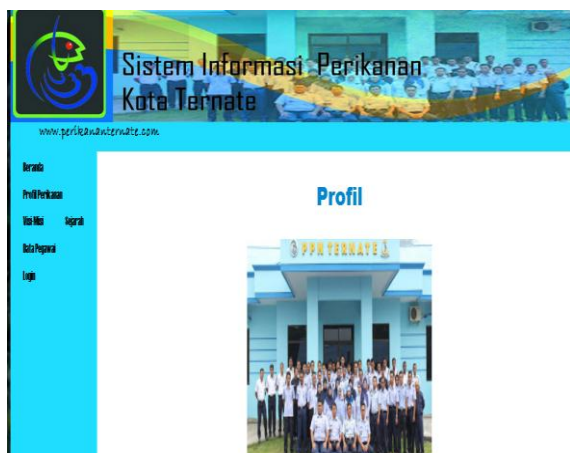 Sistem Informasi Perikanan
Kota Ternate
www.perikananternate.com
Beranda
Profil Perikanan
Visi-Misi Sejarah
Data Pegawai
Login
Profil
PPN TERNATE